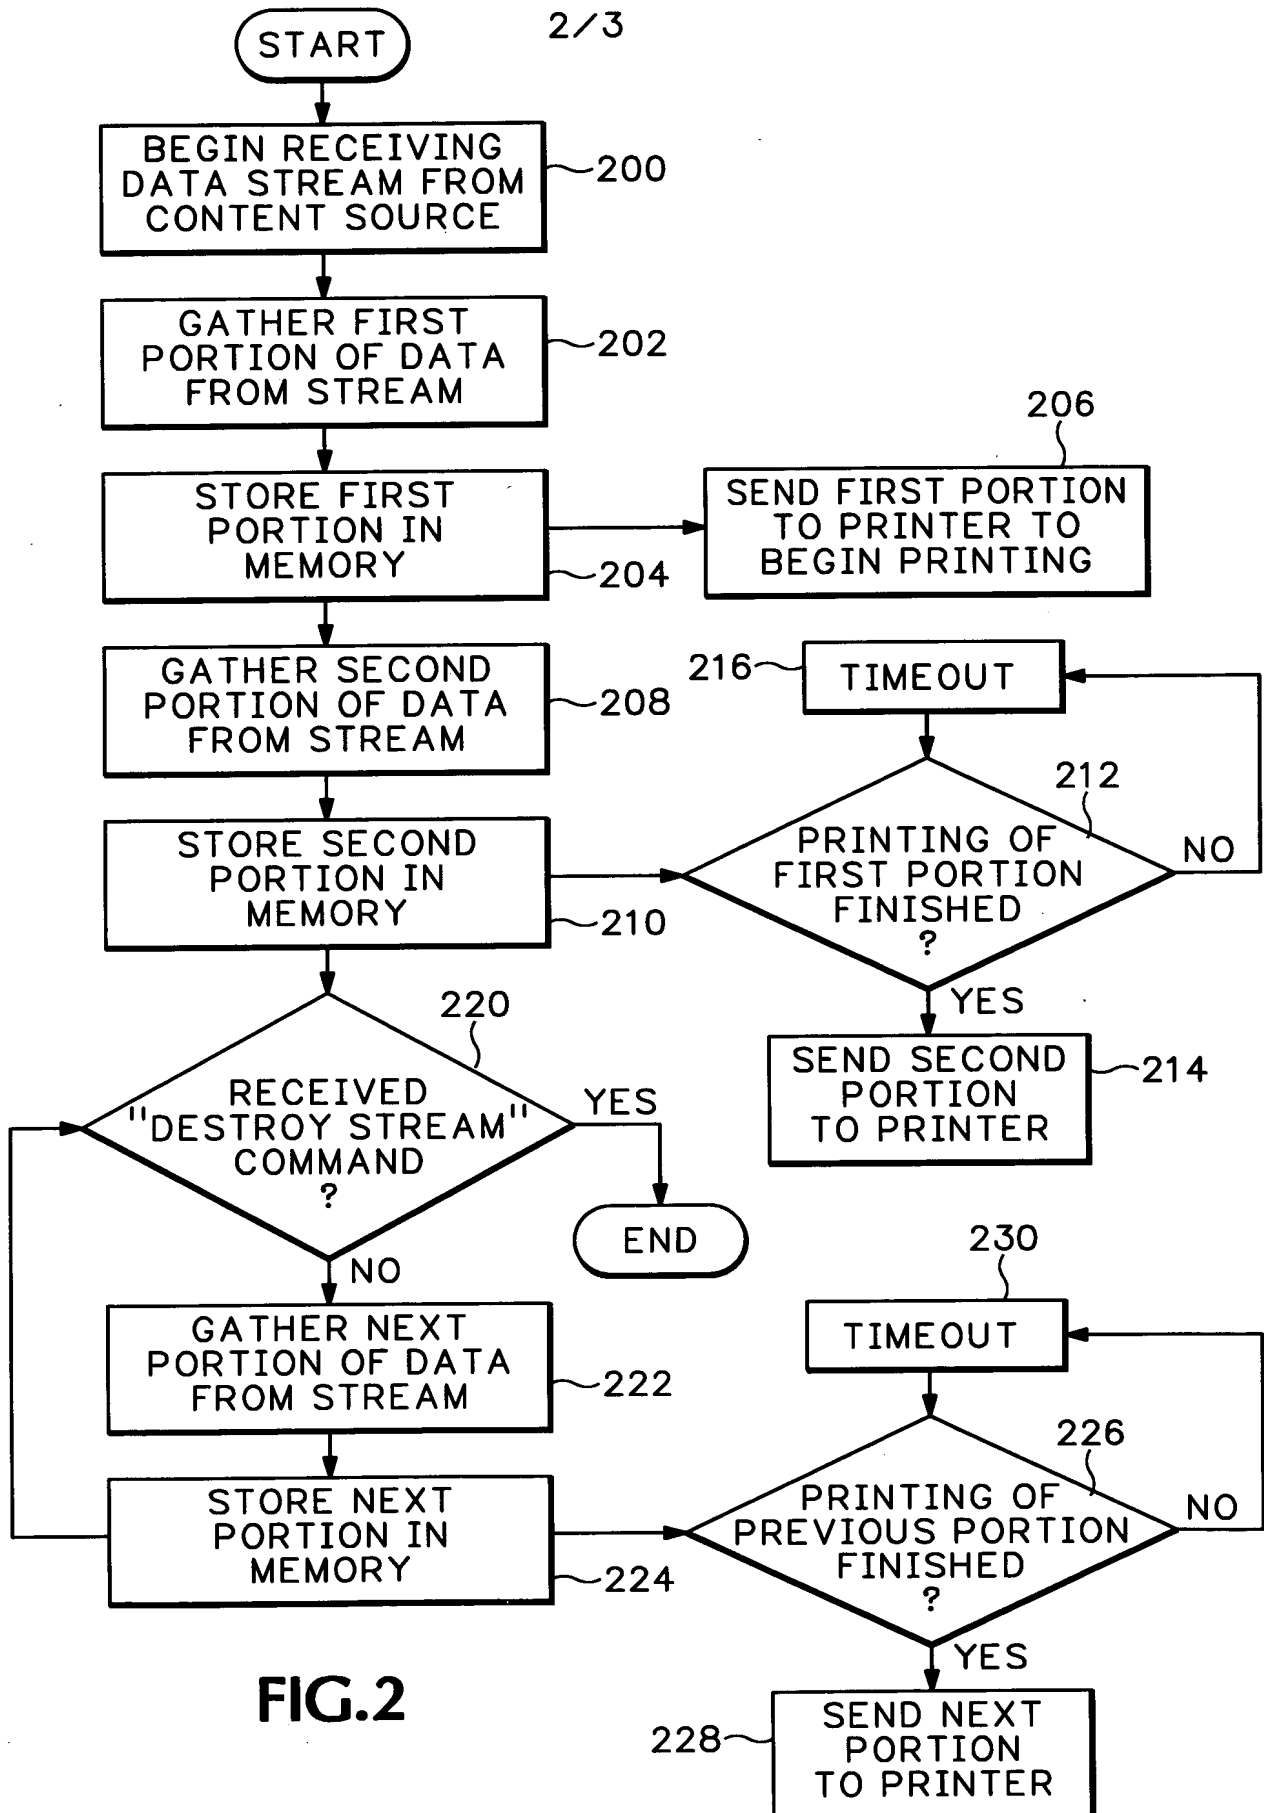 2/3
START
BEGIN RECEIVING
DATA STREAM FROM
CONTENT SOURCE
200
GATHER FIRST
PORTION OF DATA
FROM STREAM
202
STORE FIRST
PORTION IN
MEMORY
204
206
SEND FIRST PORTION
TO PRINTER TO
BEGIN PRINTING
GATHER SECOND
PORTION OF DATA
FROM STREAM
208
216
TIMEOUT
STORE SECOND
PORTION IN
MEMORY
210
212
PRINTING OF
FIRST PORTION
FINISHED
?
NO
YES
SEND SECOND
PORTION
TO PRINTER
214
220
RECEIVED
"DESTROY STREAM"
COMMAND
?
YES
END
NO
GATHER NEXT
PORTION OF DATA
FROM STREAM
222
230
TIMEOUT
STORE NEXT
PORTION IN
MEMORY
224
226
PRINTING OF
PREVIOUS PORTION
FINISHED
?
NO
YES
228
SEND NEXT
PORTION
TO PRINTER
FIG.2